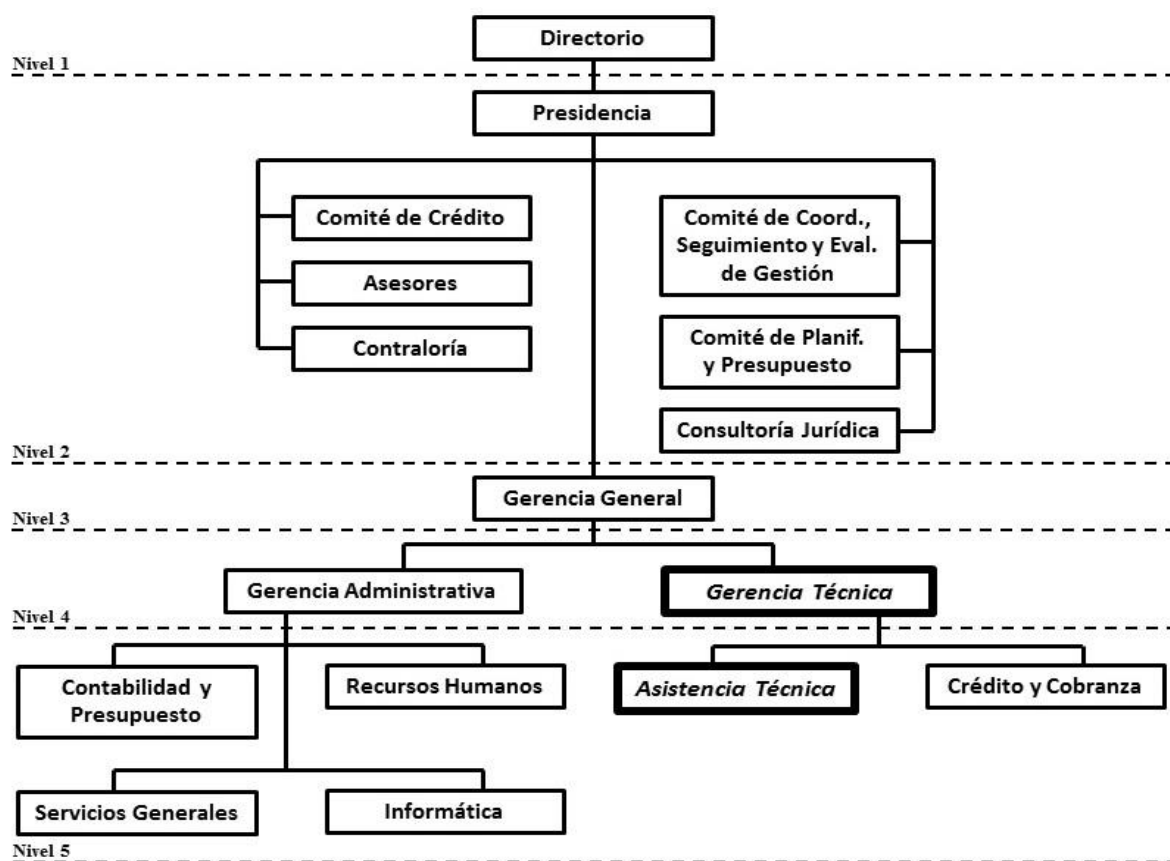 Directorio
Nivel 1
Presidencia
Comité de Crédito
Asesores
Contraloría
Comité de Coord.,
Seguimiento y Eval.
de Gestión
Comité de Planif.
y Presupuesto
Consultoría Jurídica
Nivel 2
Gerencia General
Nivel 3
Gerencia Administrativa
Gerencia Técnica
Nivel 4
Contabilidad y
Presupuesto
Recursos Humanos
Asistencia Técnica
Crédito y Cobranza
Servicios Generales
Informática
Nivel 5